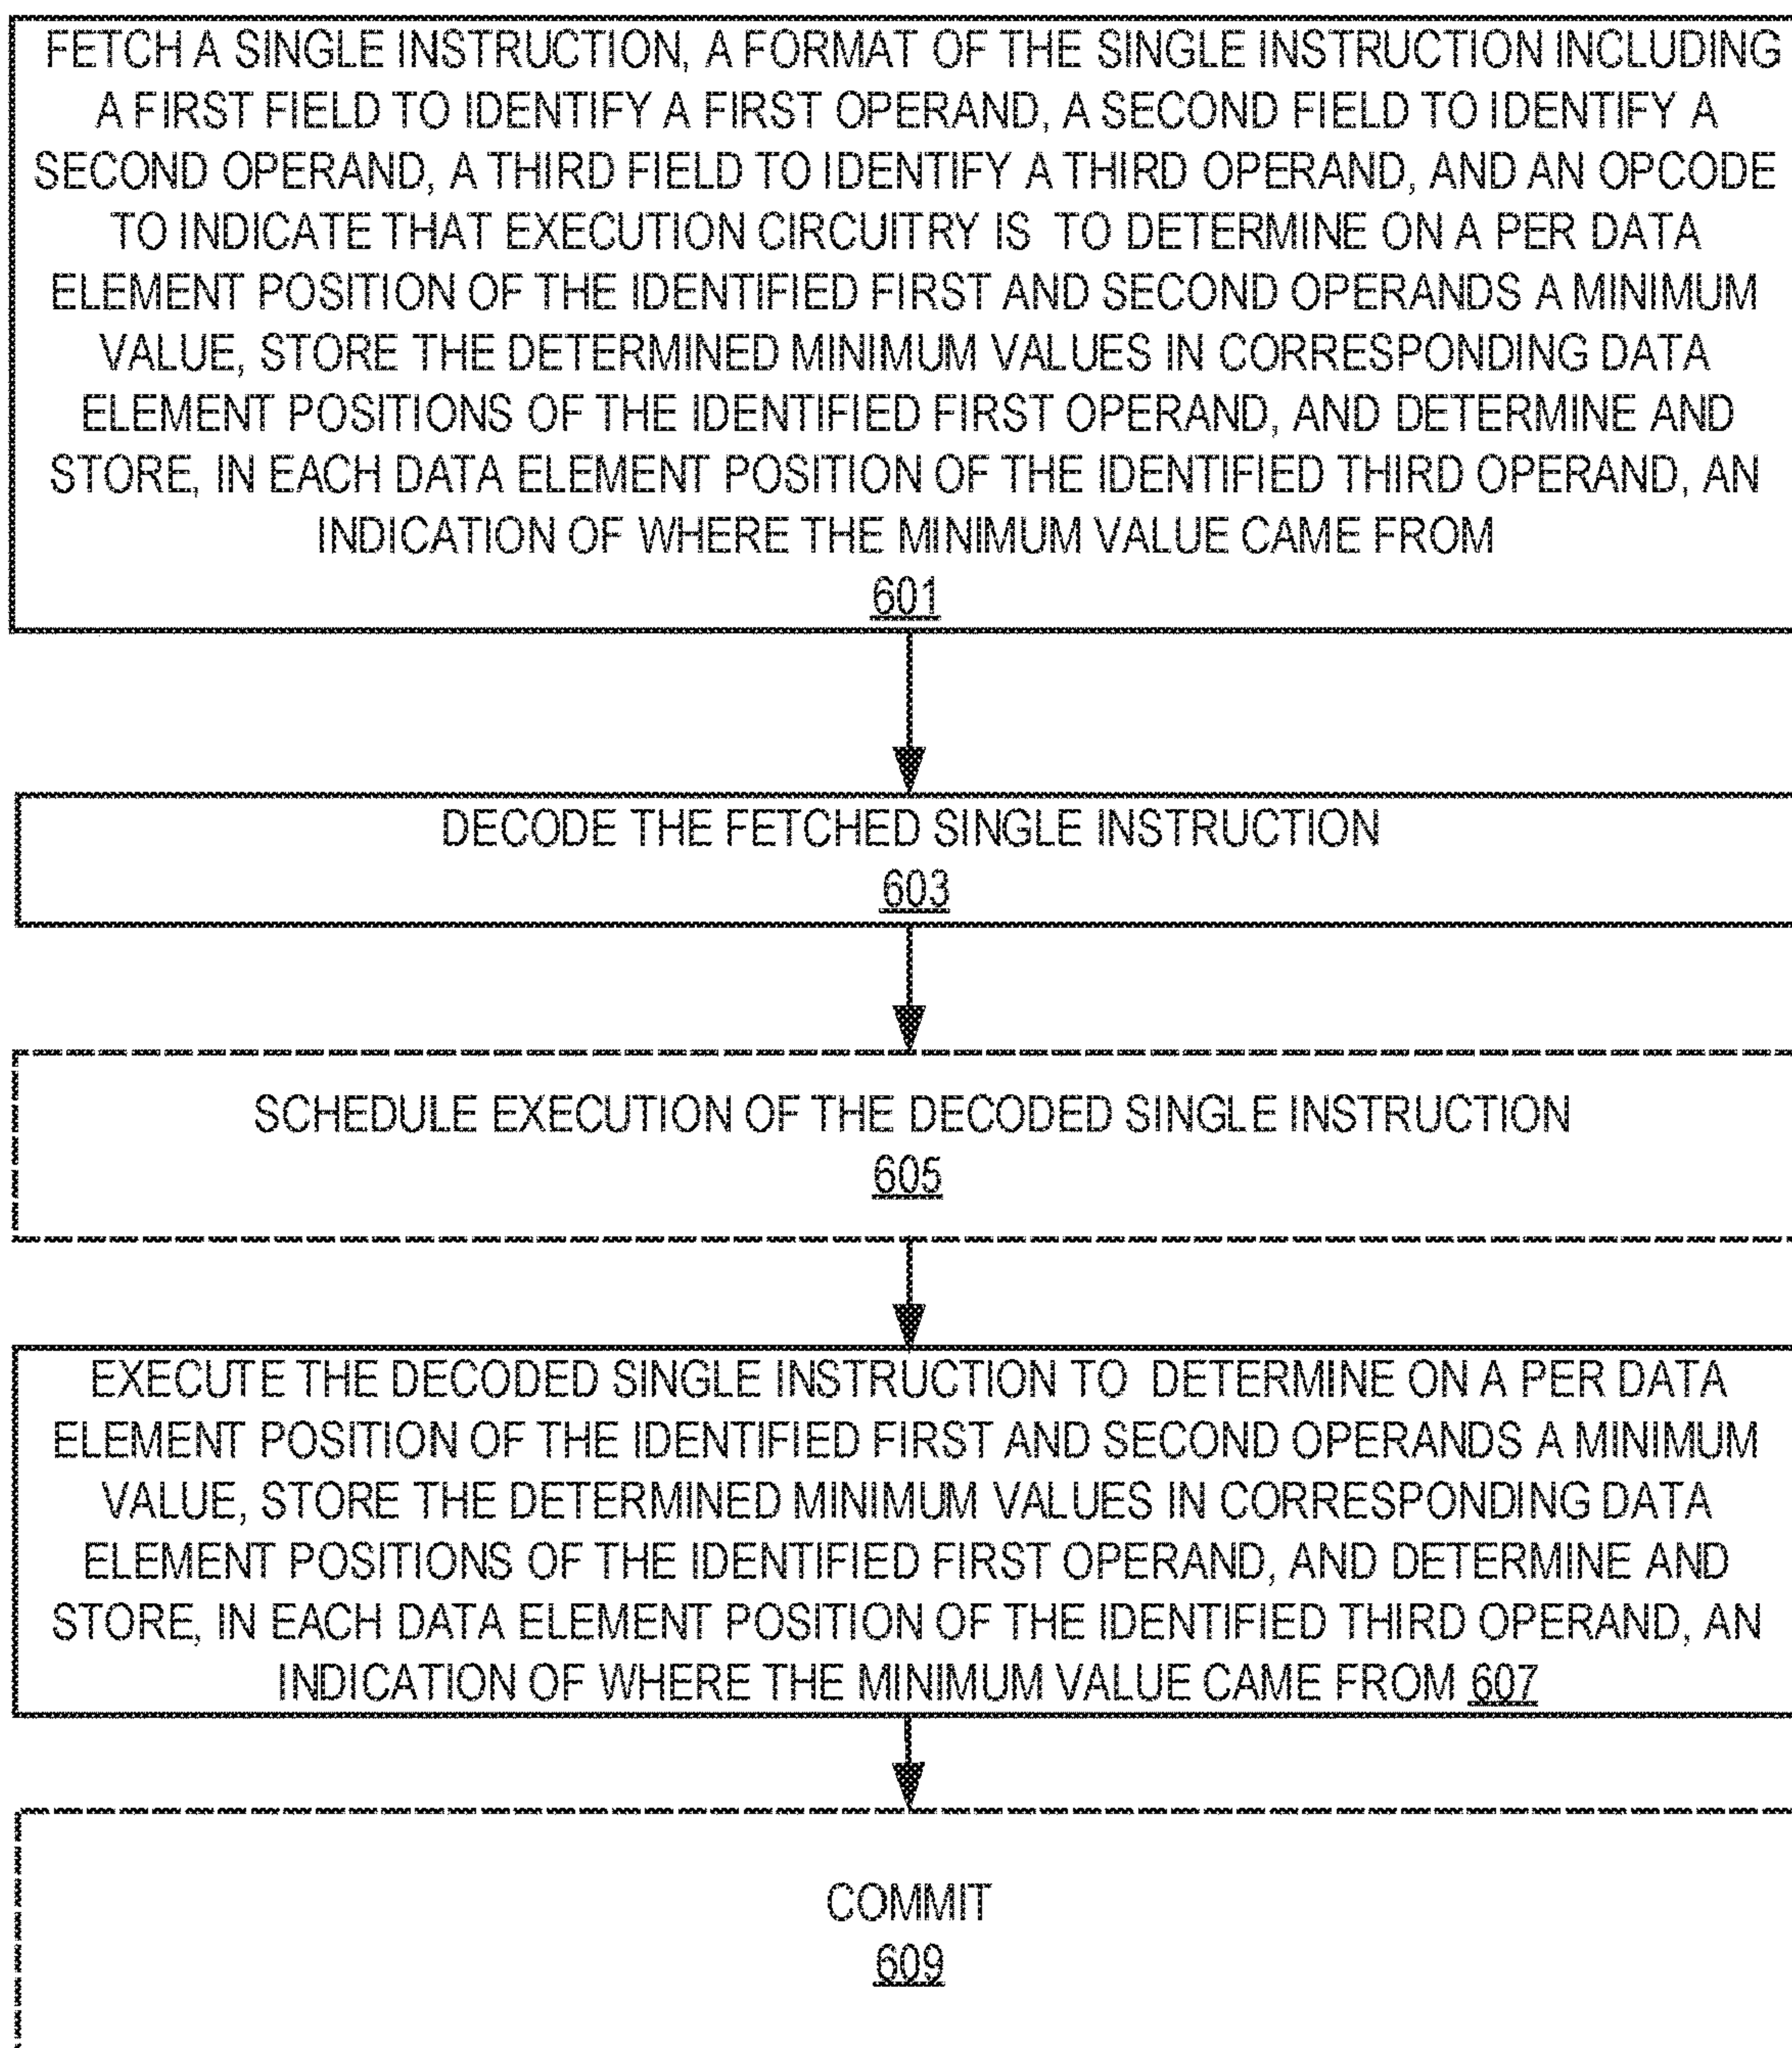 FETCH A SINGLE INSTRUCTION, A FORMAT OF THE SINGLE INSTRUCTION INCLUDING
A FIRST FIELD TO IDENTIFY A FIRST OPERAND, A SECOND FIELD TO IDENTIFY A
SECOND OPERAND, A THIRD FIELD TO IDENTIFY A THIRD OPERAND, AND AN OPCODE
TO INDICATE THAT EXECUTION CIRCUITRY IS TO DETERMINE ON A PER DATA
ELEMENT POSITION OF THE IDENTIFIED FIRST AND SECOND OPERANDS A MINIMUM
VALUE, STORE THE DETERMINED MINIMUM VALUES IN CORRESPONDING DATA
ELEMENT POSITIONS OF THE IDENTIFIED FIRST OPERAND, AND DETERMINE AND
STORE, IN EACH DATA ELEMENT POSITION OF THE IDENTIFIED THIRD OPERAND, AN
INDICATION OF WHERE THE MINIMUM VALUE CAME FROM
601
DECODE THE FETCHED SINGLE INSTRUCTION
603
SCHEDULE EXECUTION OF THE DECODED SINGLE INSTRUCTION
605
EXECUTE THE DECODED SINGLE INSTRUCTION TO DETERMINE ON A PER DATA
ELEMENT POSITION OF THE IDENTIFIED FIRST AND SECOND OPERANDS A MINIMUM
VALUE, STORE THE DETERMINED MINIMUM VALUES IN CORRESPONDING DATA
ELEMENT POSITIONS OF THE IDENTIFIED FIRST OPERAND, AND DETERMINE AND
STORE, IN EACH DATA ELEMENT POSITION OF THE IDENTIFIED THIRD OPERAND, AN
INDICATION OF WHERE THE MINIMUM VALUE CAME FROM 607
COMMIT
609